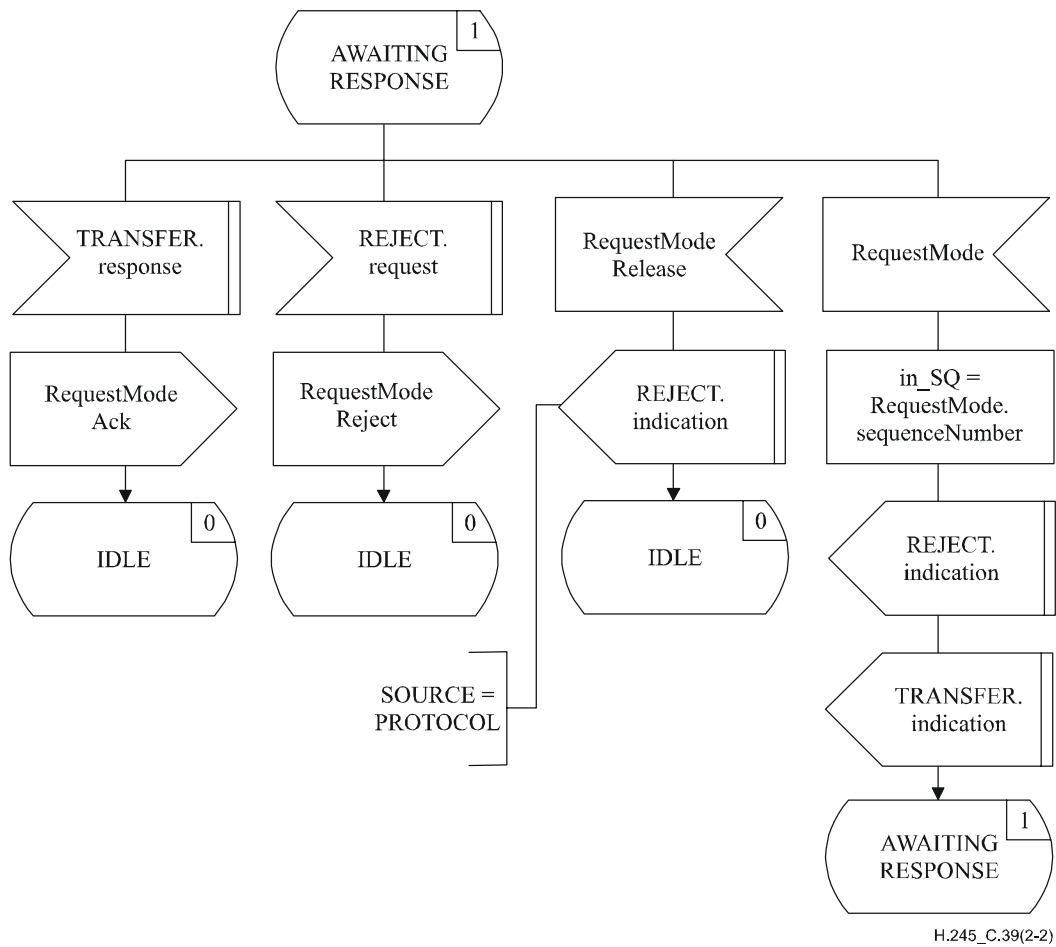 1
AWAITING
RESPONSE
TRANSFER.
response
REJECT.
request
RequestMode
Release
RequestMode
RequestMode
Ack
RequestMode
Reject
REJECT.
indication
in_SQ =
RequestMode.
sequenceNumber
0
IDLE
0
IDLE
0
IDLE
REJECT.
indication
SOURCE =
PROTOCOL
TRANSFER.
indication
1
AWAITING
RESPONSE
H.245_C.39(2-2)